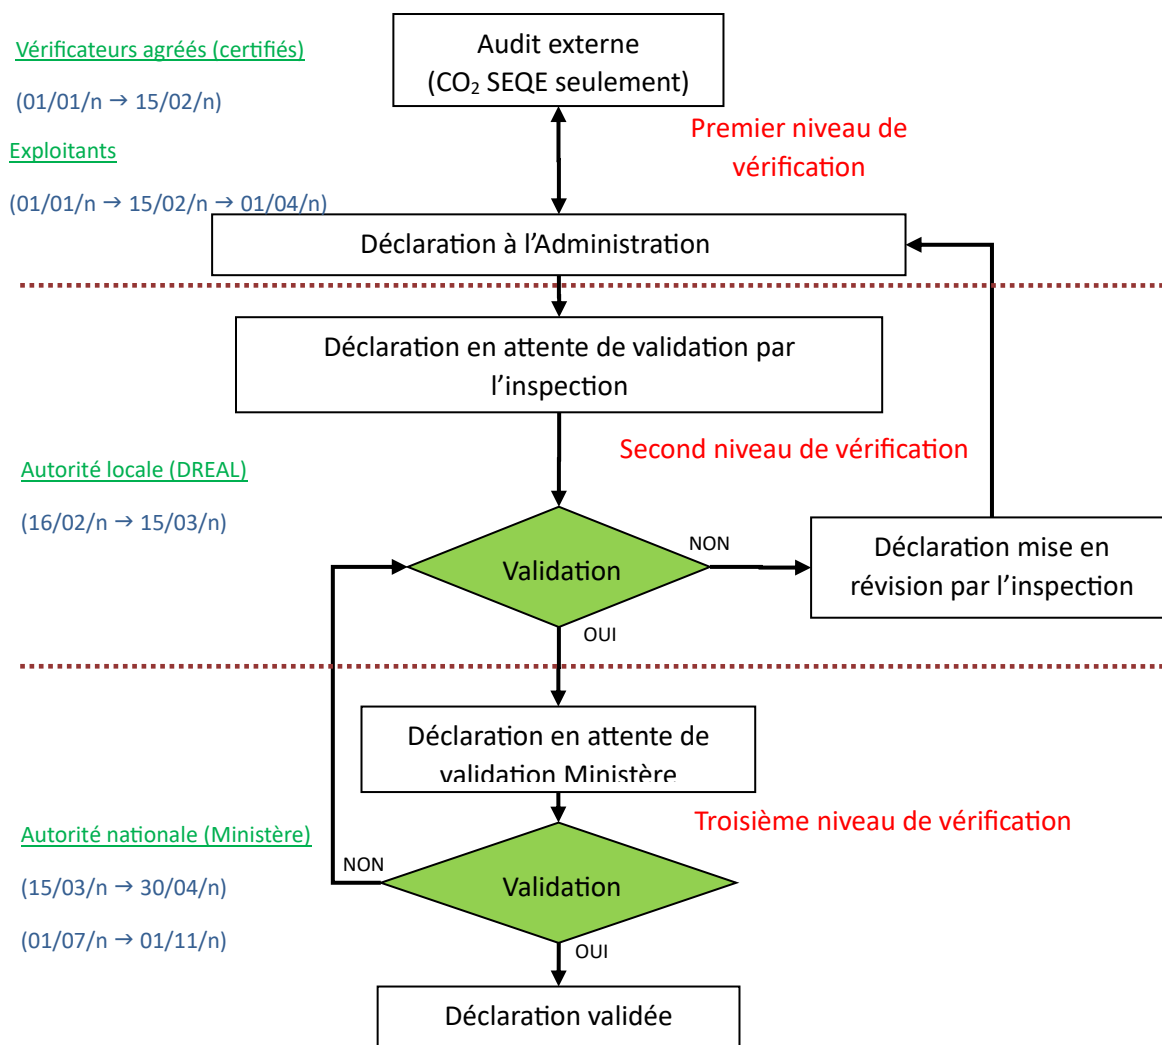 Vérificateurs agréés (certifiés)
(01/01/n → 15/02/n)
Audit externe
(CO₂ SEQE seulement)
Premier niveau de
vérification
Exploitants
(01/01/n → 15/02/n → 01/04/n)
Déclaration à l'Administration
Déclaration en attente de validation par
l'inspection
Second niveau de vérification
Autorité locale (DREAL)
(16/02/n → 15/03/n)
Validation
NON
Déclaration mise en
révision par l'inspection
OUI
Déclaration en attente de
validation Ministère
Troisième niveau de vérification
Autorité nationale (Ministère)
(15/03/n → 30/04/n)
(01/07/n → 01/11/n)
NON
Validation
OUI
Déclaration validée